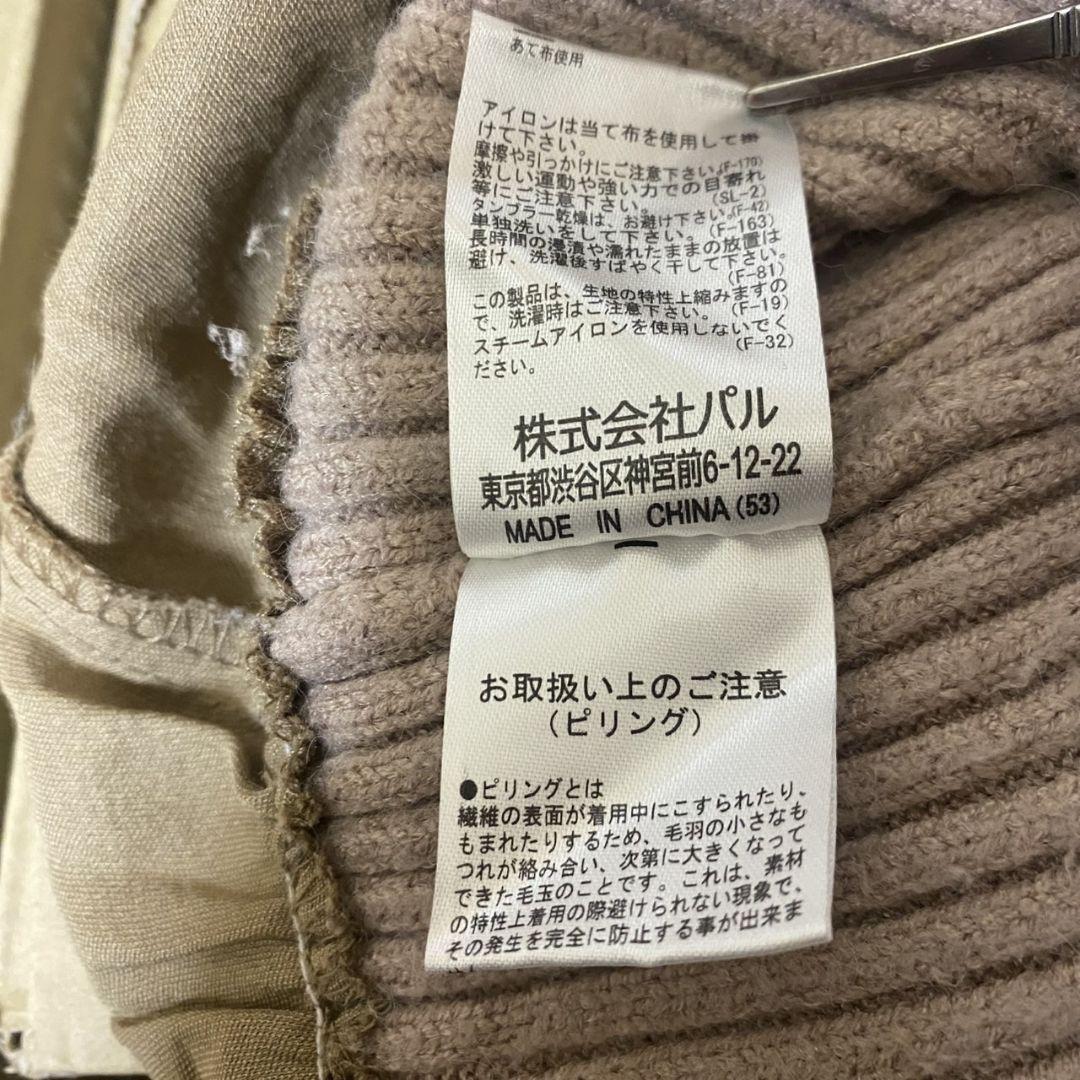 あて布使用
アイロンは当て布を使用して掛
けて下さい。
摩擦や引っかけにご注意下さい。(F-170)
激しい運動や強い力での目寄れ
等にご注意下さい。 (SL-2)
タンブラー乾燥は、お避け下さい。(F-42)
単独洗いをして下さい。 (F-163)
長時間の浸漬や濡れたままの放置は
避け、洗濯後すばやく干して下さい。
(F-81)
この製品は、生地の特性上縮みますの
で、洗濯時はご注意下さい。 (F-19)
スチームアイロンを使用しないでく
ださい。 (F-32)
株式会社パル
東京都渋谷区神宮前6-12-22
MADE IN CHINA(53)
お取扱い上のご注意
(ピリング)
●ピリングとは
繊維の表面が着用中にこすられたり、
もまれたりするため、毛羽の小さなも
つれが絡み合い、次第に大きくなって
できた毛玉のことです。これは、素材
の特性上着用の際避けられない現象で、
その発生を完全に防止する事が出来ま